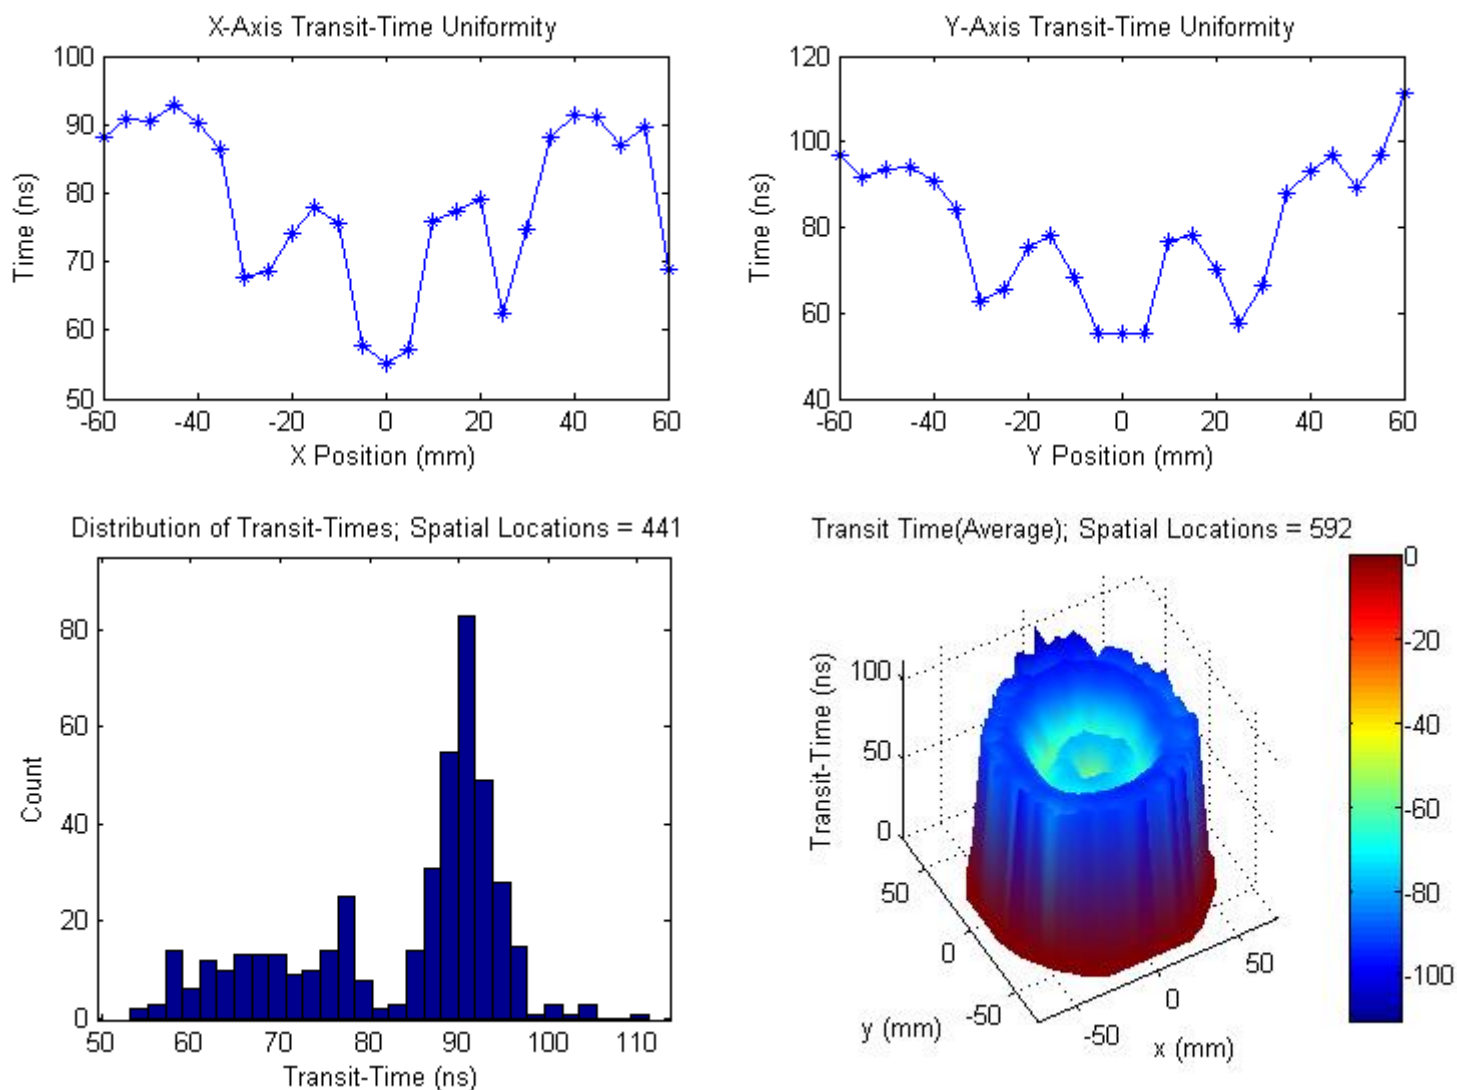 X-Axis Transit-Time Uniformity
100
90
80
70
60
50
Time (ns)
-60 -40 -20 0 20 40 60
X Position (mm)
Y-Axis Transit-Time Uniformity
120
100
80
60
40
Time (ns)
-60 -40 -20 0 20 40 60
Y Position (mm)
Distribution of Transit-Times; Spatial Locations = 441
80
60
40
20
0
Count
50 60 70 80 90 100 110
Transit-Time (ns)
Transit Time(Average); Spatial Locations = 592
100
50
0
Transit-Time (ns)
50
0
-50
y (mm)
-50
0
50
x (mm)
0
-20
-40
-60
-80
-100